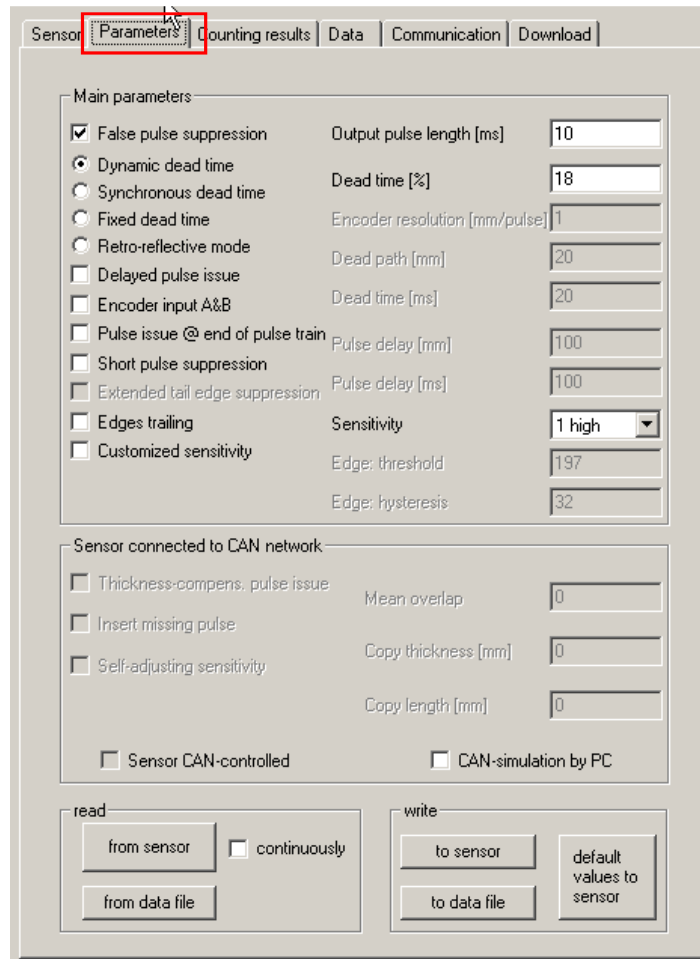 Sensor Parameters Counting results Data Communication Download
Main parameters
False pulse suppression Output pulse length [ms] 10
Dynamic dead time
Dead time [%] 18
Synchronous dead time
Fixed dead time Encoder resolution [mm/pulse] 1
Retro-reflective mode
Dead path [mm] 20
Delayed pulse issue
Dead time [ms] 20
Encoder input A&B
Pulse issue @ end of pulse train
Pulse delay [mm] 100
Short pulse suppression
Pulse delay [ms] 100
Extended tail edge suppression
Edges trailing Sensitivity 1 high
Customized sensitivity
Edge: threshold 197
Edge: hysteresis 32
Sensor connected to CAN network
Thickness-compens. pulse issue
Mean overlap 0
Insert missing pulse
Copy thickness [mm] 0
Self-adjusting sensitivity
Copy length [mm] 0
Sensor CAN-controlled CAN-simulation by PC
read
from sensor continuously
from data file
write
to sensor
to data file
default
values to
sensor